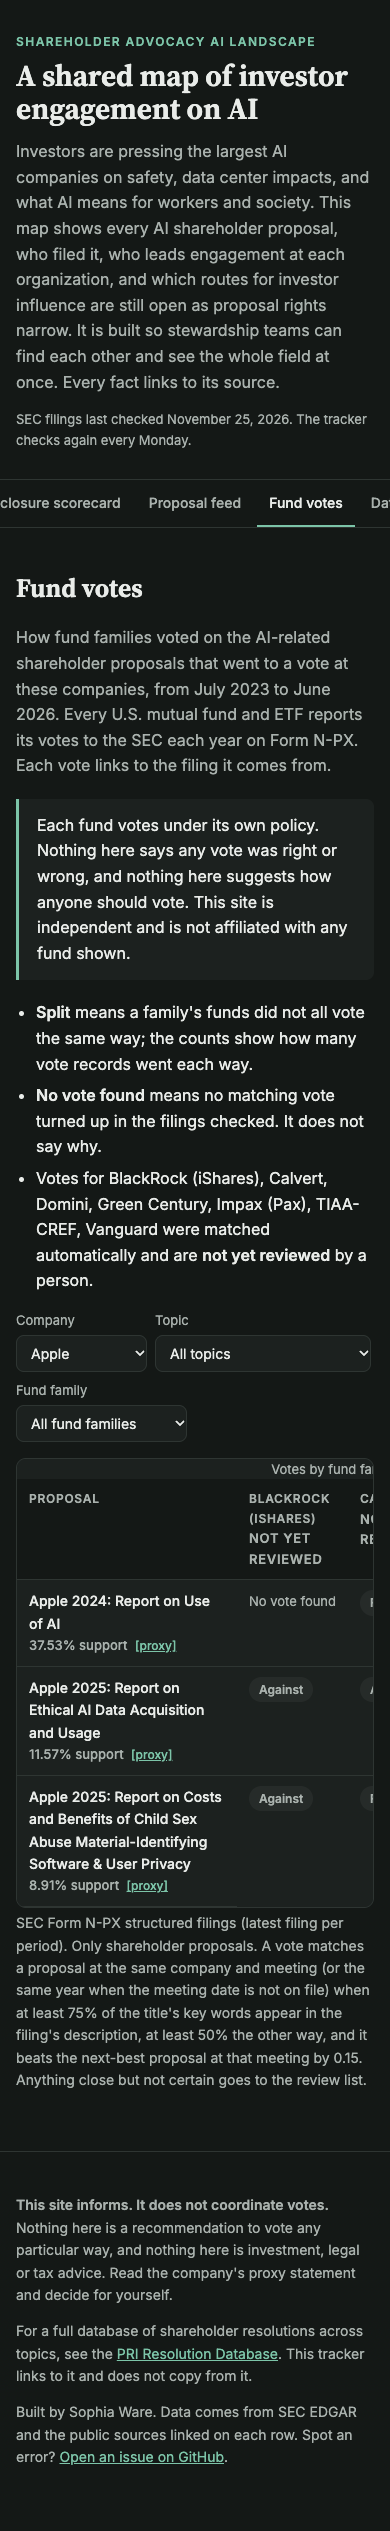 SHAREHOLDER ADVOCACY AI LANDSCAPE
A shared map of investor
engagement on AI
Investors are pressing the largest AI
companies on safety, data center impacts, and
what AI means for workers and society. This
map shows every AI shareholder proposal,
who filed it, who leads engagement at each
organization, and which routes for investor
influence are still open as proposal rights
narrow. It is built so stewardship teams can
find each other and see the whole field at
once. Every fact links to its source.
SEC filings last checked November 25, 2026. The tracker
checks again every Monday.
closure scorecard Proposal feed Fund votes Da
Fund votes
How fund families voted on the AI-related
shareholder proposals that went to a vote at
these companies, from July 2023 to June
2026. Every U.S. mutual fund and ETF reports
its votes to the SEC each year on Form N-PX.
Each vote links to the filing it comes from.
Each fund votes under its own policy.
Nothing here says any vote was right or
wrong, and nothing here suggests how
anyone should vote. This site is
independent and is not affiliated with any
fund shown.
• Split means a family's funds did not all vote
the same way; the counts show how many
vote records went each way.
• No vote found means no matching vote
turned up in the filings checked. It does not
say why.
• Votes for BlackRock (iShares), Calvert,
Domini, Green Century, Impax (Pax), TIAA-
CREF, Vanguard were matched
automatically and are not yet reviewed by a
person.
Company Topic
Apple All topics
Fund family
All fund families
Votes by fund fa
PROPOSAL BLACKROCK CA
(ISHARES) NO
NOT YET RE
REVIEWED
Apple 2024: Report on Use No vote found
of AI
37.53% support [proxy]
Apple 2025: Report on Against
Ethical AI Data Acquisition
and Usage
11.57% support [proxy]
Apple 2025: Report on Costs Against
and Benefits of Child Sex
Abuse Material-Identifying
Software & User Privacy
8.91% support [proxy]
SEC Form N-PX structured filings (latest filing per
period). Only shareholder proposals. A vote matches
a proposal at the same company and meeting (or the
same year when the meeting date is not on file) when
at least 75% of the title's key words appear in the
filing's description, at least 50% the other way, and it
beats the next-best proposal at that meeting by 0.15.
Anything close but not certain goes to the review list.
This site informs. It does not coordinate votes.
Nothing here is a recommendation to vote any
particular way, and nothing here is investment, legal
or tax advice. Read the company's proxy statement
and decide for yourself.
For a full database of shareholder resolutions across
topics, see the PRI Resolution Database. This tracker
links to it and does not copy from it.
Built by Sophia Ware. Data comes from SEC EDGAR
and the public sources linked on each row. Spot an
error? Open an issue on GitHub.